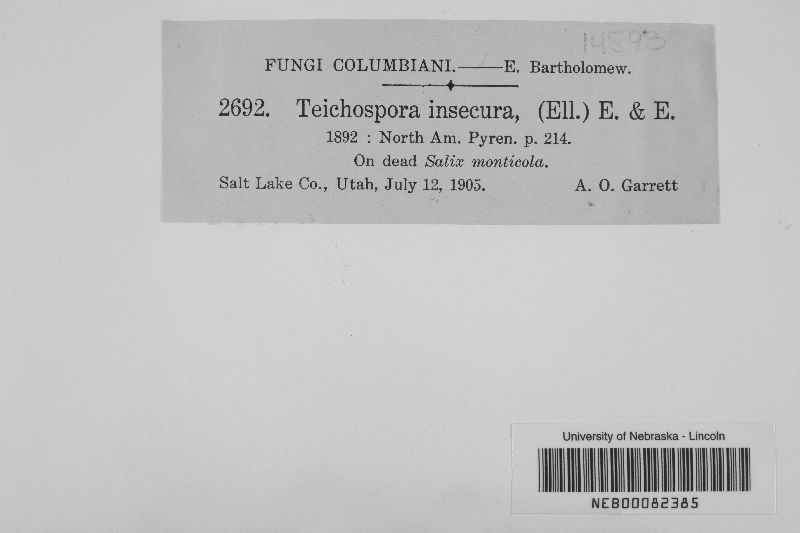 14593
FUNGI COLUMBIANI.——E. Bartholomew.
2692. Teichospora insecura, (Ell.) E. & E.
1892 : North Am. Pyren. p. 214.
On dead Salix monticola.
Salt Lake Co., Utah, July 12, 1905. A. O. Garrett
University of Nebraska - Lincoln
NEB00082385